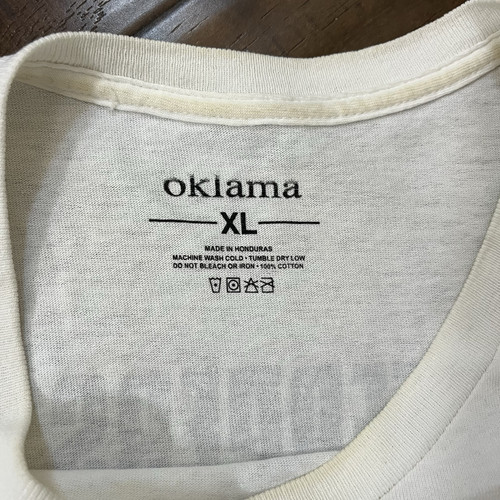 oklama
XL
MADE IN HONDURAS
MACHINE WASH COLD • TUMBLE DRY LOW
DO NOT BLEACH OR IRON • 100% COTTON